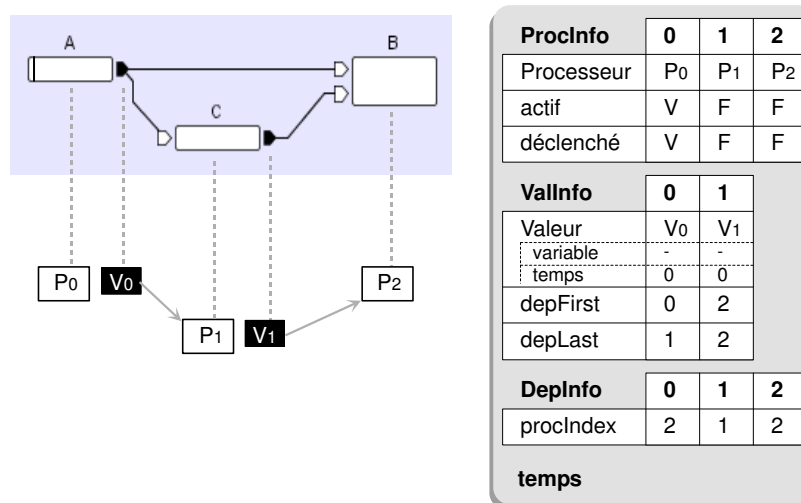 A
B
C
P0
V0
P1
V1
P2
ProcInfo 0 1 2
Processeur P0 P1 P2
actif V F F
déclenché V F F
ValInfo 0 1
Valeur V0 V1
variable - -
temps 0 0
depFirst 0 2
depLast 1 2
DepInfo 0 1 2
procIndex 2 1 2
temps